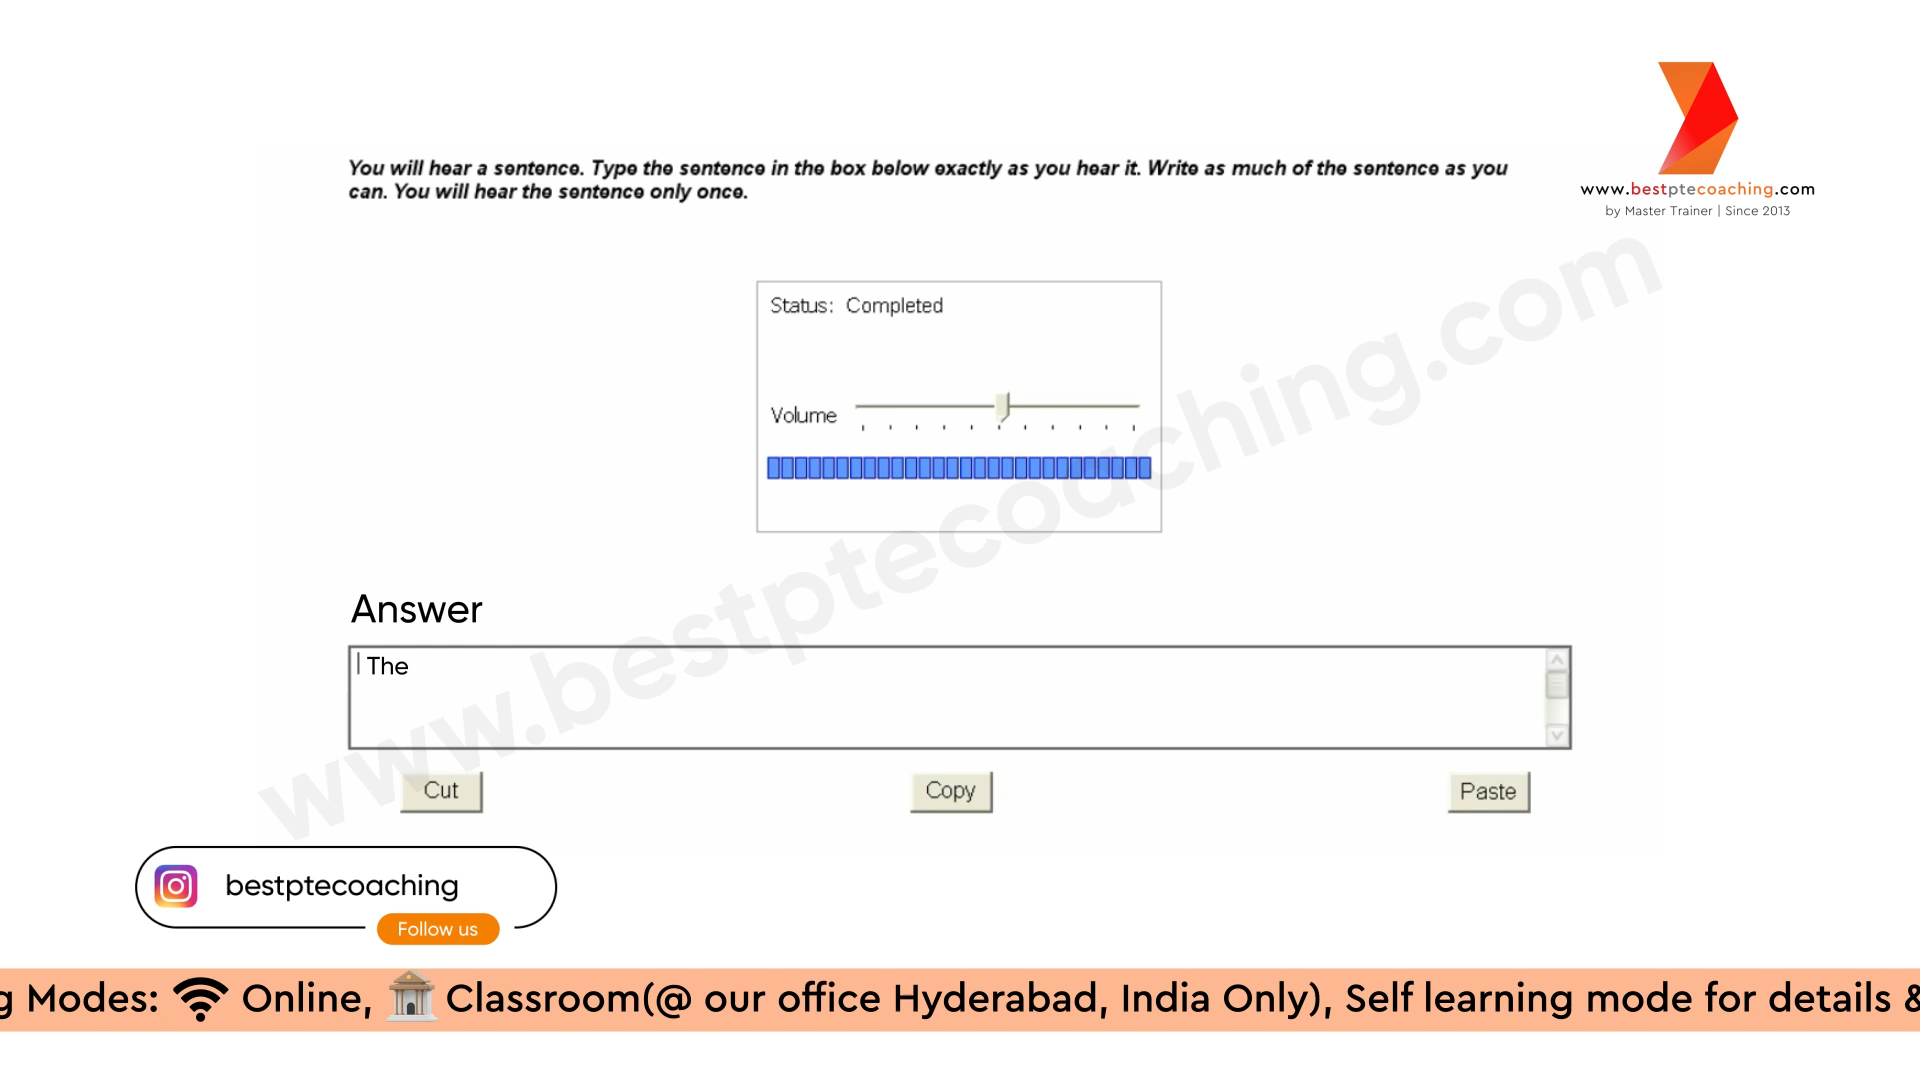 www.bestptecoaching.com
by Master Trainer | Since 2013
You will hear a sentence. Type the sentence in the box below exactly as you hear it. Write as much of the sentence as you
can. You will hear the sentence only once.
Status: Completed
Volume
www.bestptecoaching.com
Answer
The
Cut
Copy
Paste
bestptecoaching
Follow us
g Modes: Online, Classroom(@ our office Hyderabad, India Only), Self learning mode for details &